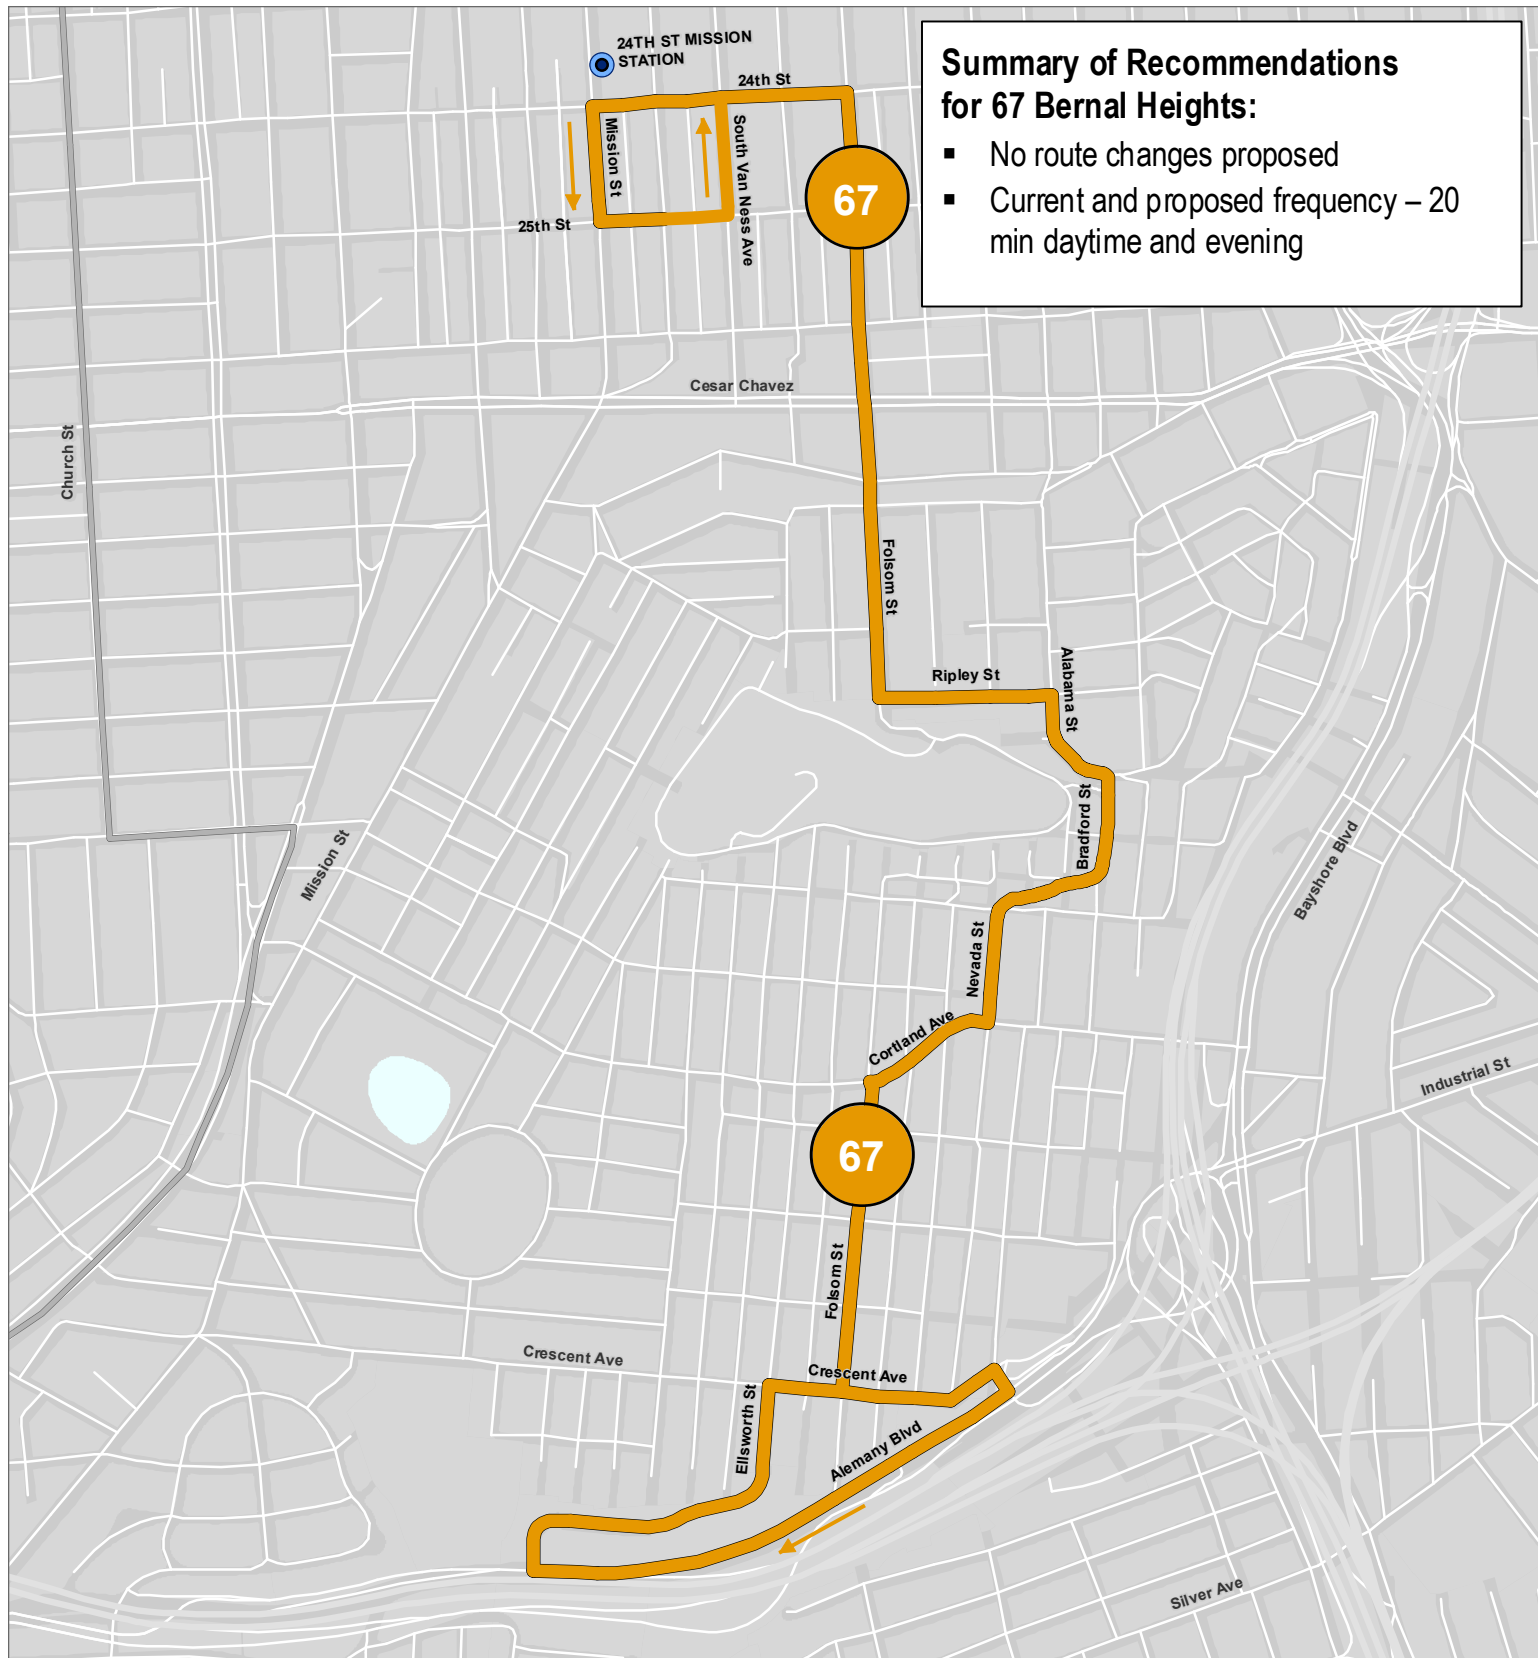 24TH ST MISSION
STATION
24th St
Summary of Recommendations
for 67 Bernal Heights:
▪ No route changes proposed
▪ Current and proposed frequency – 20
min daytime and evening
Mission St
South Van Ness Ave
67
25th St
Cesar Chavez
Church St
Folsom St
Ripley St
Alabama St
Bradford St
Mission St
Bayshore Blvd
Nevada St
Cortland Ave
Industrial St
67
Folsom St
Crescent Ave
Crescent Ave
Ellsworth St
Alemany Blvd
Silver Ave